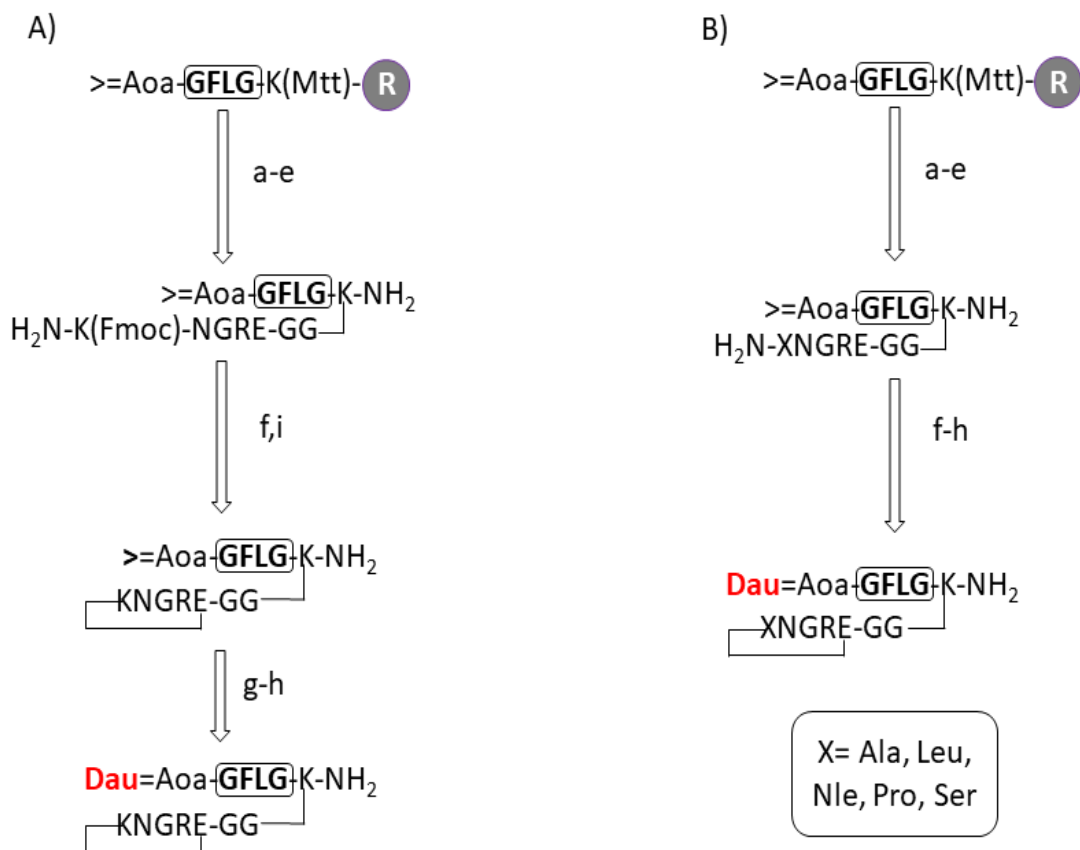 A)
>=Aoa-GFLG-K(Mtt)-R
a-e
>=Aoa-GFLG-K-NH₂
H₂N-K(Fmoc)-NGRE-GG
f,i
>=Aoa-GFLG-K-NH₂
KNGRE-GG
g-h
Dau=Aoa-GFLG-K-NH₂
KNGRE-GG
B)
>=Aoa-GFLG-K(Mtt)-R
a-e
>=Aoa-GFLG-K-NH₂
H₂N-XNGRE-GG
f-h
Dau=Aoa-GFLG-K-NH₂
XNGRE-GG
X= Ala, Leu,
Nle, Pro, Ser